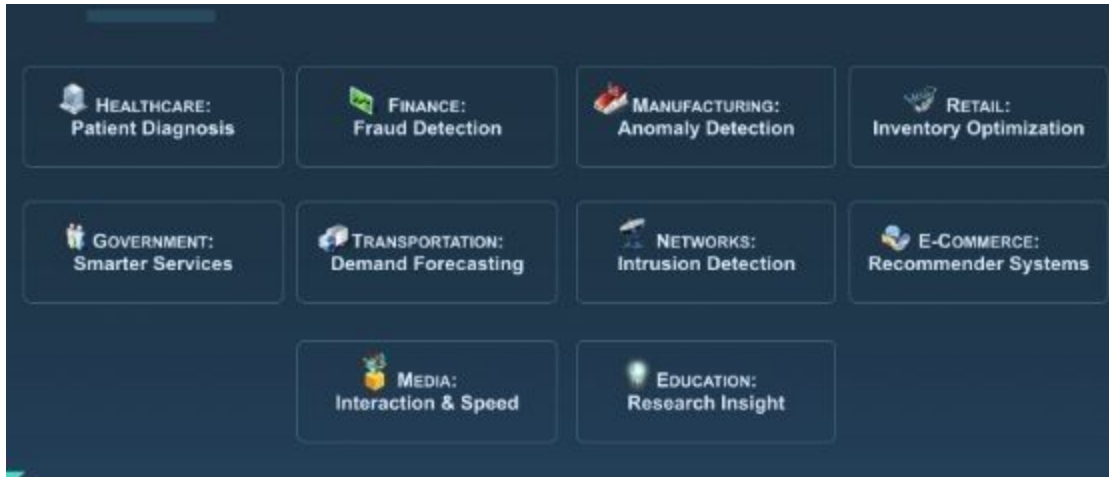 HEALTHCARE:
Patient Diagnosis
FINANCE:
Fraud Detection
MANUFACTURING:
Anomaly Detection
RETAIL:
Inventory Optimization
GOVERNMENT:
Smarter Services
TRANSPORTATION:
Demand Forecasting
NETWORKS:
Intrusion Detection
E-COMMERCE:
Recommender Systems
MEDIA:
Interaction & Speed
EDUCATION:
Research Insight